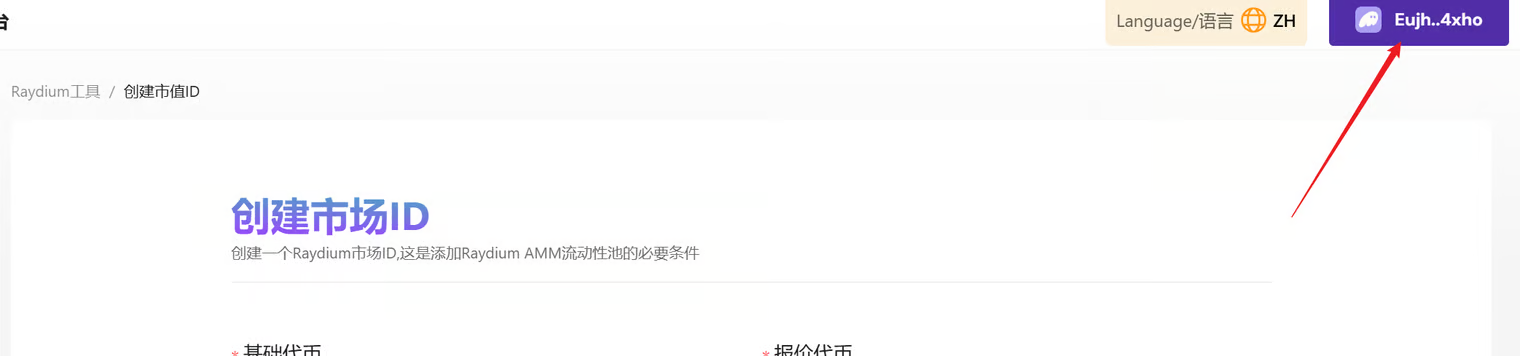 台
Language/语言 ZH
Eujh..4xho
Raydium工具 / 创建市值ID
创建市场ID
创建一个Raydium市场ID,这是添加Raydium AMM流动性池的必要条件
* 基础代币
* 报价代币